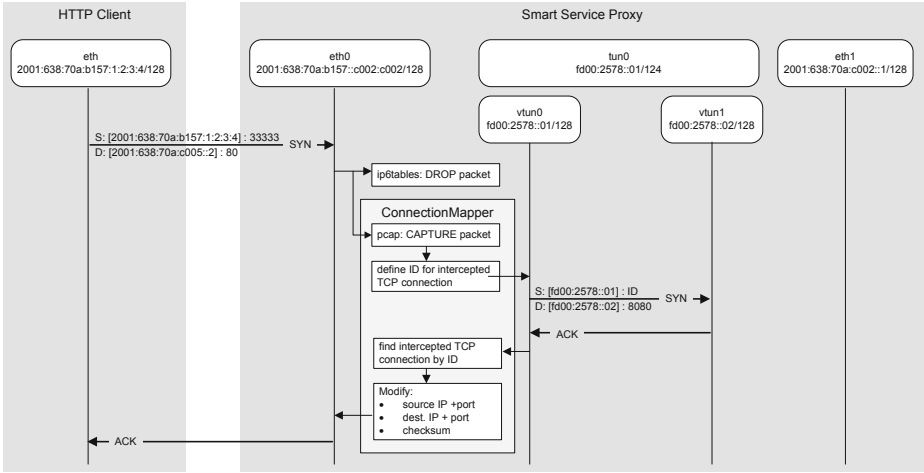 HTTP Client
Smart Service Proxy
eth
2001:638:70a:b157:1:2:3:4/128
eth0
2001:638:70a:b157::c002:c002/128
tun0
fd00:2578::01/124
eth1
2001:638:70a:c002::1/128
vtun0
fd00:2578::01/128
vtun1
fd00:2578::02/128
S: [2001:638:70a:b157:1:2:3:4] : 33333
SYN
D: [2001:638:70a:c005::2] : 80
ip6tables: DROP packet
ConnectionMapper
pcap: CAPTURE packet
define ID for intercepted
TCP connection
S: [fd00:2578::01] : ID
SYN
D: [fd00:2578::02] : 8080
ACK
find intercepted TCP
connection by ID
Modify:
• source IP +port
• dest. IP + port
• checksum
ACK